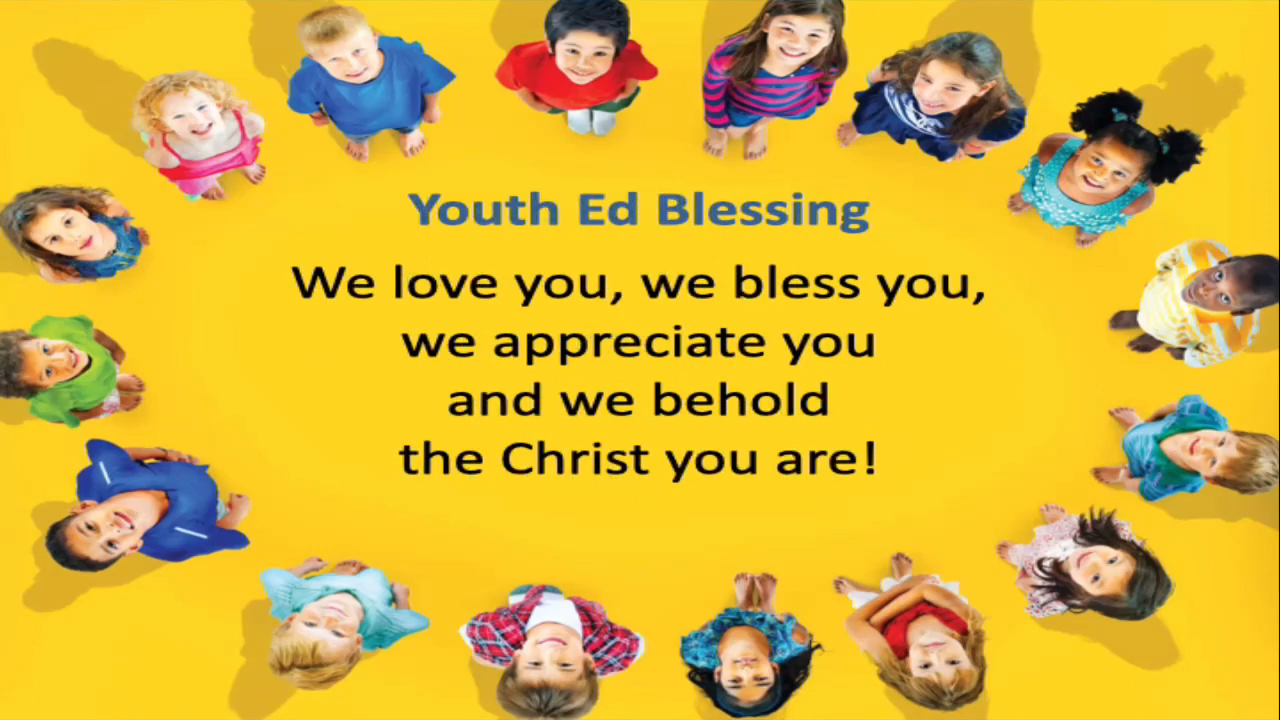 Youth Ed Blessing
We love you, we bless you,
we appreciate you
and we behold
the Christ you are!